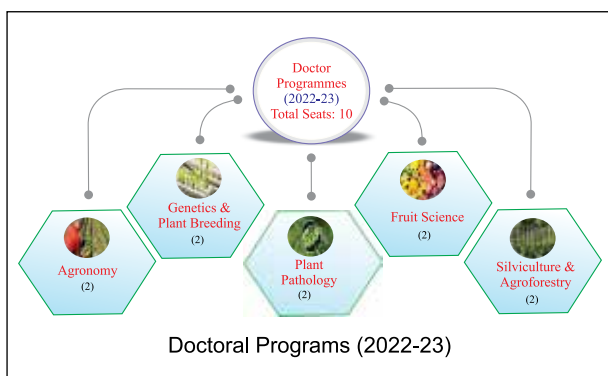 Doctor
Programmes
(2022-23)
Total Seats: 10
Agronomy
(2)
Genetics &
Plant Breeding
(2)
Plant
Pathology
(2)
Fruit Science
(2)
Silviculture &
Agroforestry
(2)
Doctoral Programs (2022-23)